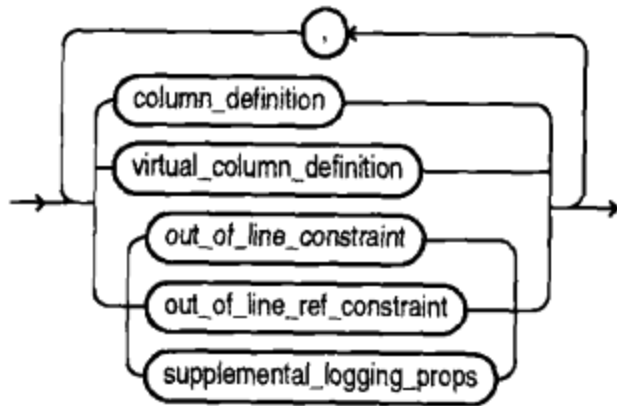 ,
column_definition
virtual_column_definition
out_of_line_constraint
out_of_line_ref_constraint
supplemental_logging_props